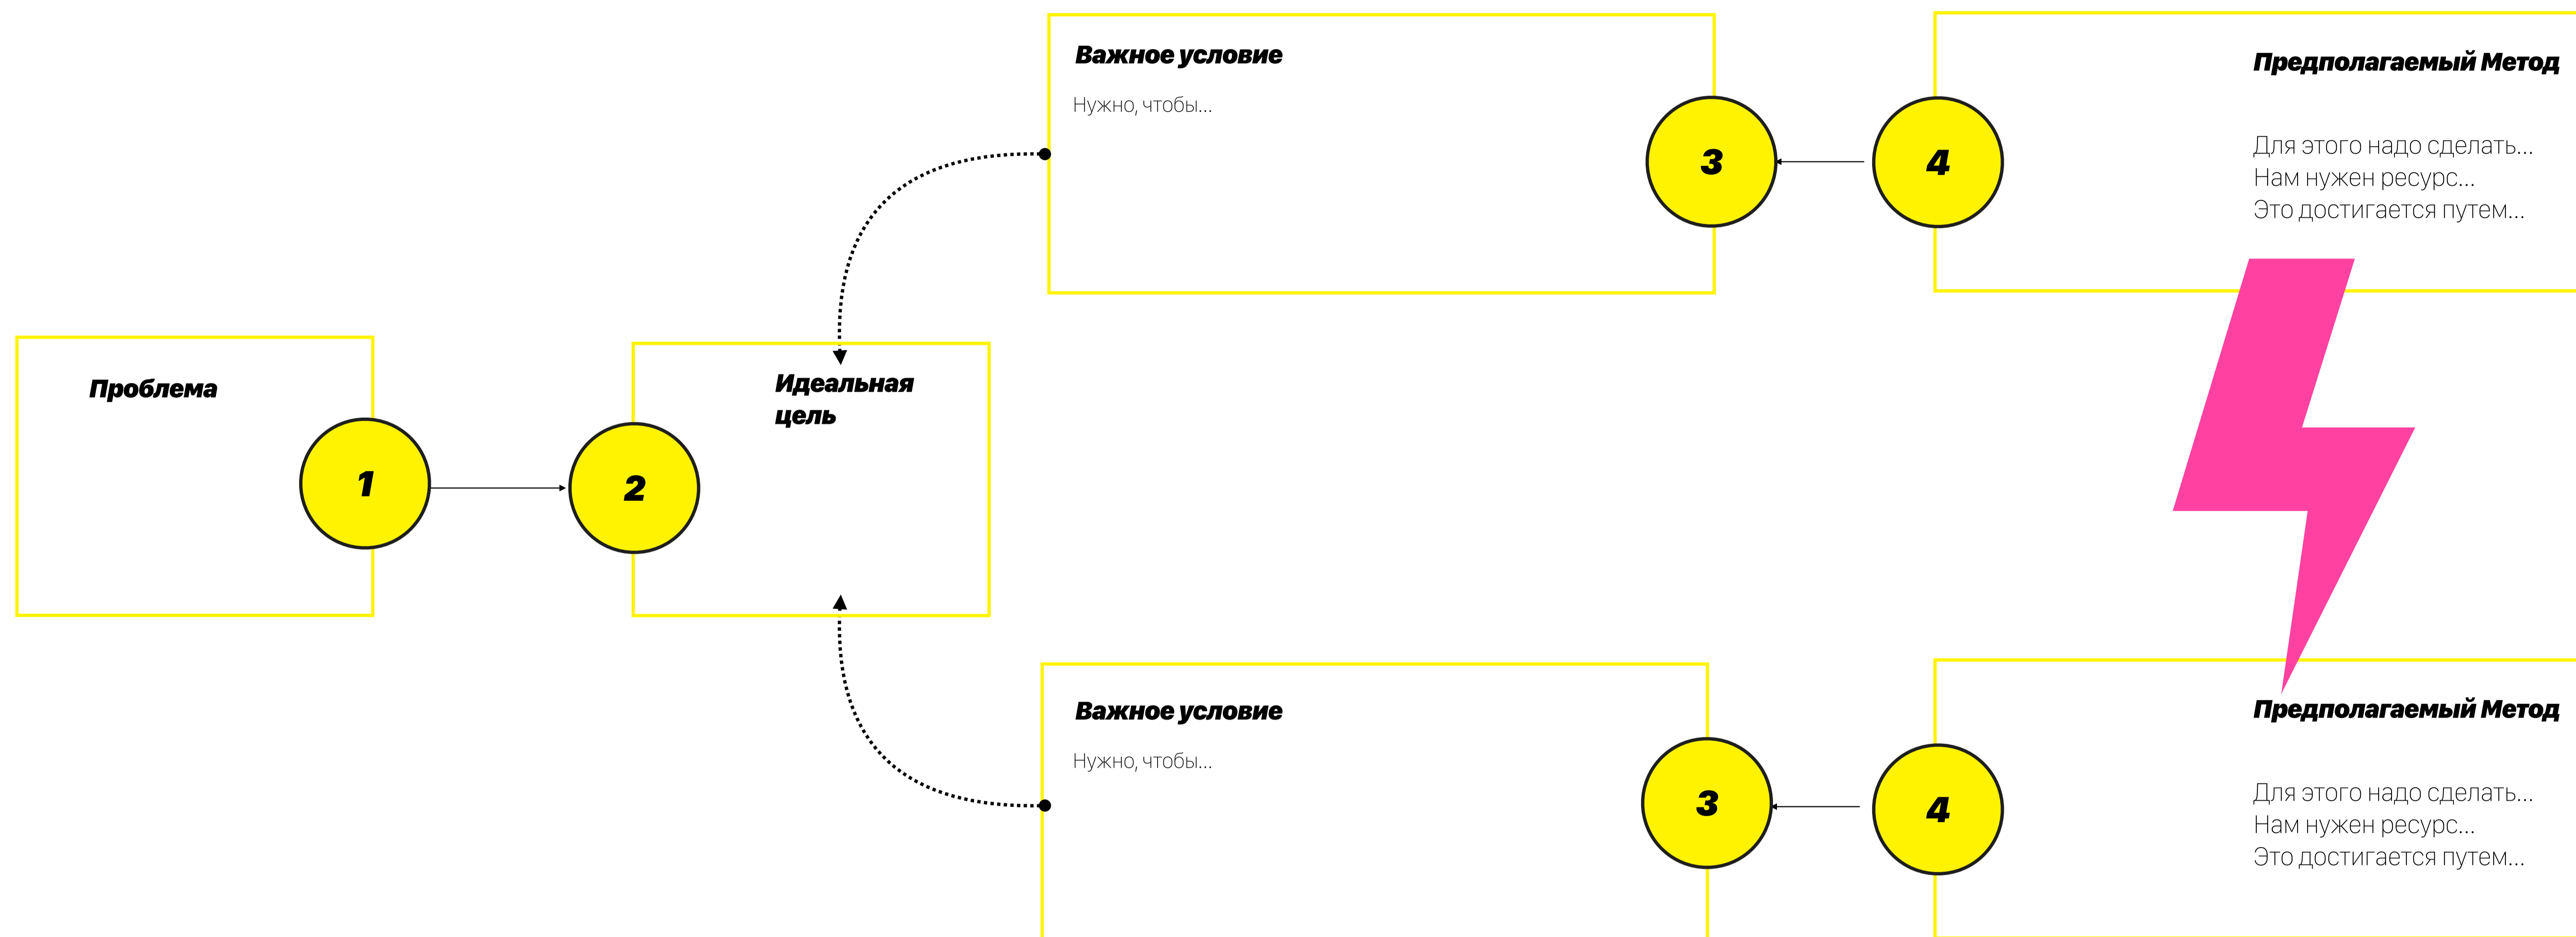 Важное условие
Нужно, чтобы...
3
4
Предполагаемый Метод
Для этого надо сделать...
Нам нужен ресурс...
Это достигается путем...
Проблема
1
2
Идеальная
цель
Важное условие
Нужно, чтобы...
3
4
Предполагаемый Метод
Для этого надо сделать...
Нам нужен ресурс...
Это достигается путем...